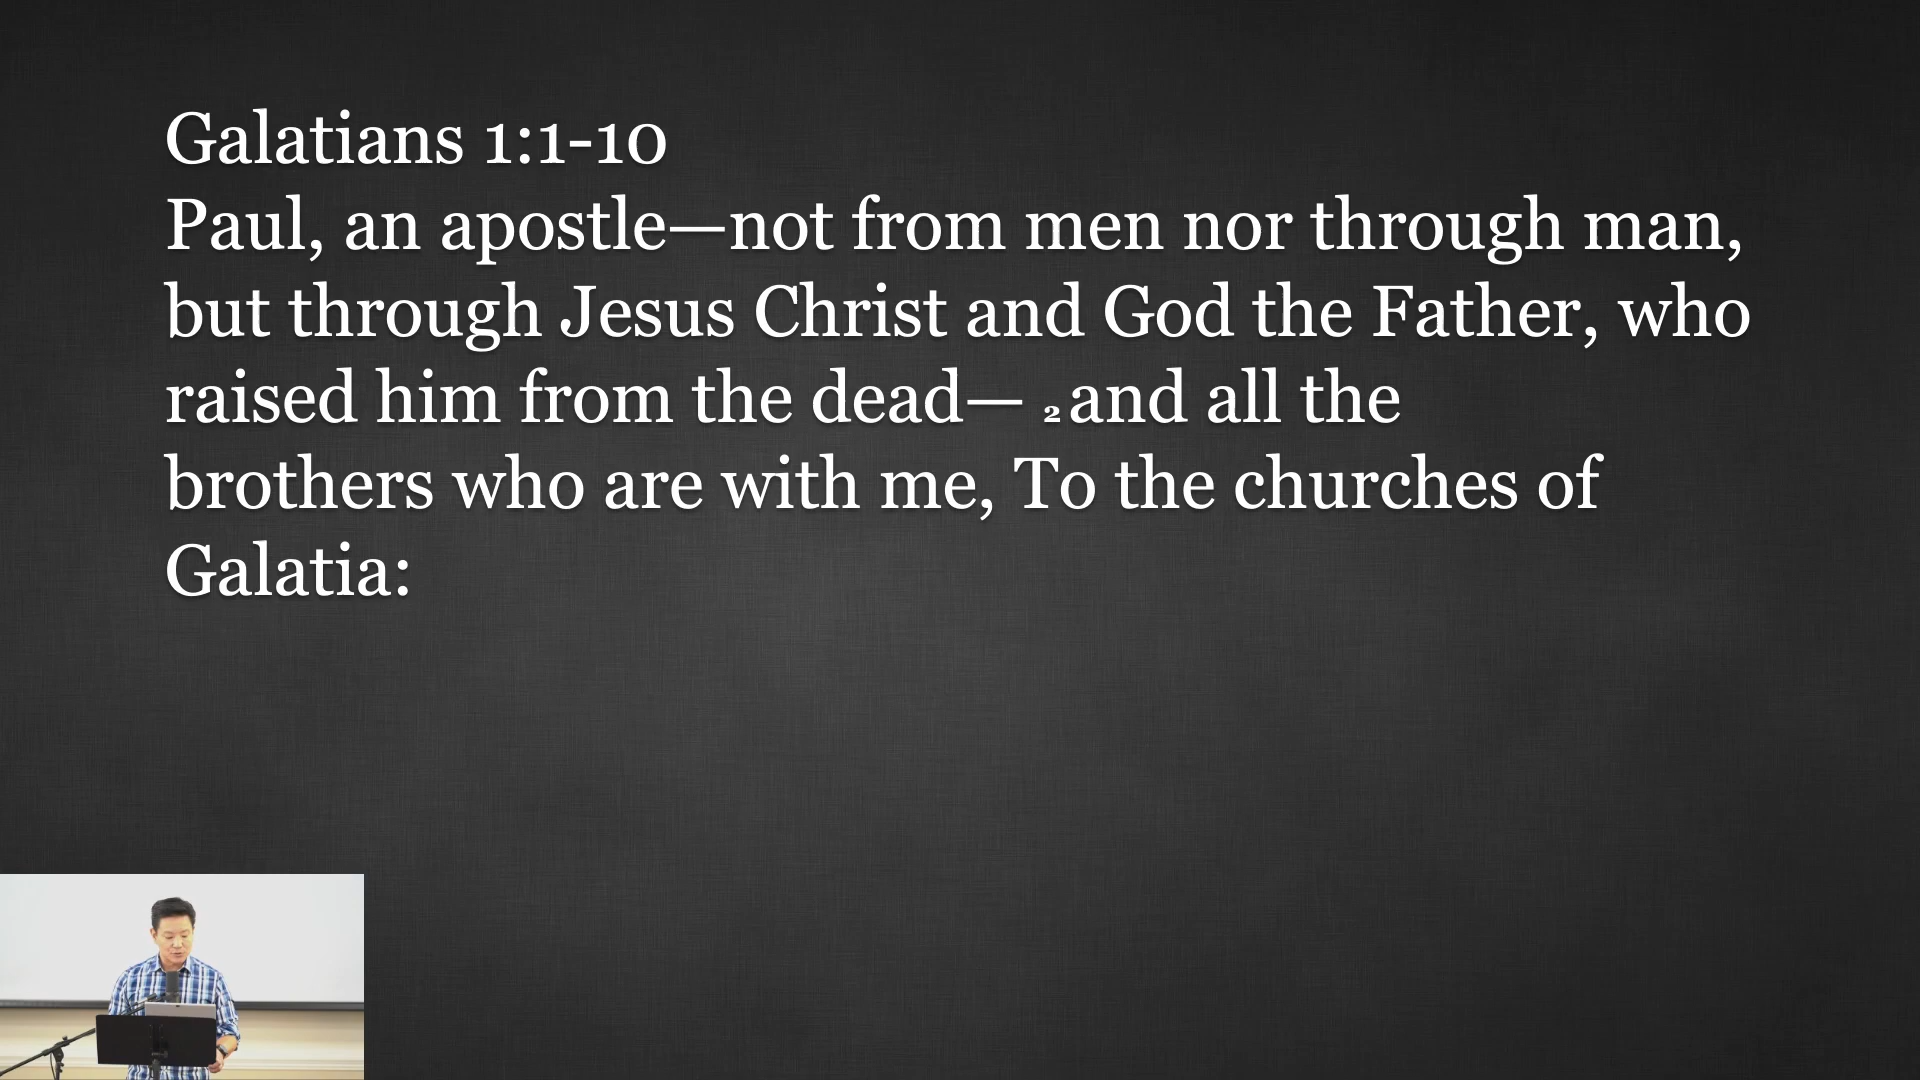 Galatians 1:1-10
Paul, an apostle—not from men nor through man,
but through Jesus Christ and God the Father, who
raised him from the dead— 2 and all the
brothers who are with me, To the churches of
Galatia: